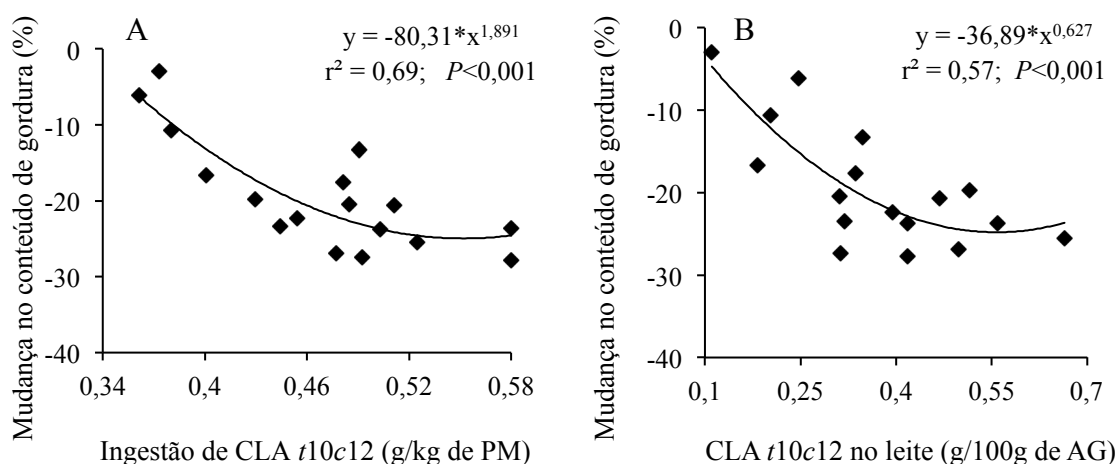 A
y = -80,31*x^1,891
r² = 0,69; P<0,001
Mudança no conteúdo de gordura (%)
0
-10
-20
-30
-40
0,34 0,4 0,46 0,52 0,58
Ingestão de CLA t10c12 (g/kg de PM)
B
y = -36,89*x^0,627
r² = 0,57; P<0,001
Mudança no conteúdo de gordura (%)
0
-10
-20
-30
-40
0,1 0,25 0,4 0,55 0,7
CLA t10c12 no leite (g/100g de AG)